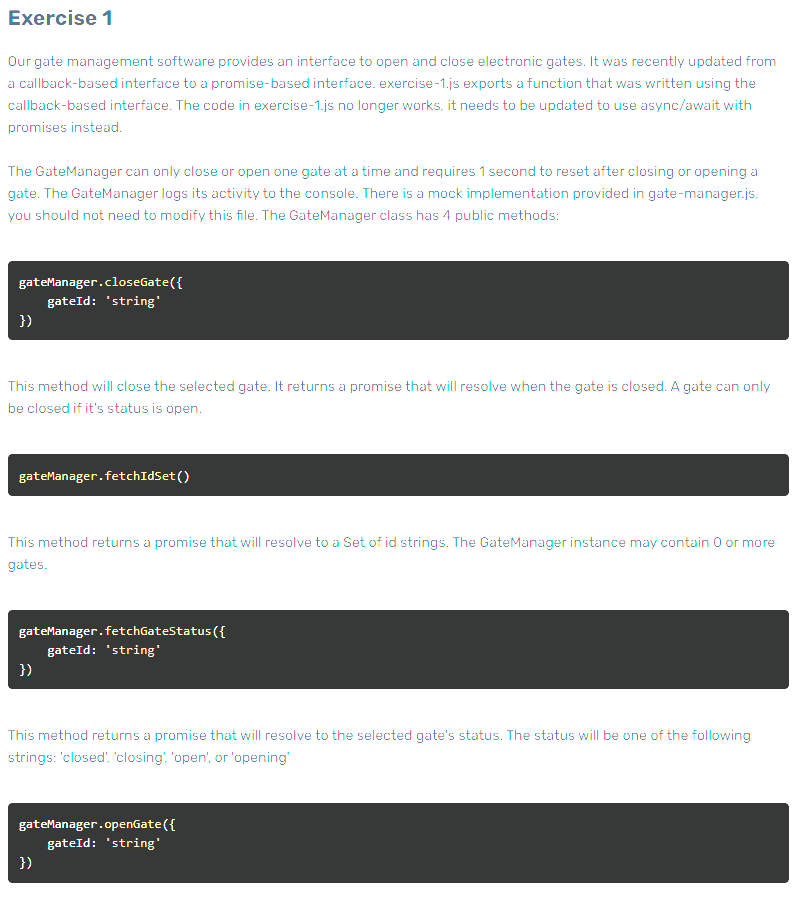 Exercise 1
Our gate management software provides an interface to open and close electronic gates. It was recently updated from
a callback-based interface to a promise-based interface. exercise-1.js exports a function that was written using the
callback-based interface. The code in exercise-1.js no longer works, it needs to be updated to use async/await with
promises instead.
The GateManager can only close or open one gate at a time and requires 1 second to reset after closing or opening a
gate. The GateManager logs its activity to the console. There is a mock implementation provided in gate-manager.js,
you should not need to modify this file. The GateManager class has 4 public methods:
gateManager.closeGate({
    gateId: 'string'
})
This method will close the selected gate. It returns a promise that will resolve when the gate is closed. A gate can only
be closed if it's status is open.
gateManager.fetchIdSet()
This method returns a promise that will resolve to a Set of id strings. The GateManager instance may contain 0 or more
gates.
gateManager.fetchGateStatus({
    gateId: 'string'
})
This method returns a promise that will resolve to the selected gate's status. The status will be one of the following
strings: 'closed', 'closing', 'open', or 'opening'
gateManager.openGate({
    gateId: 'string'
})